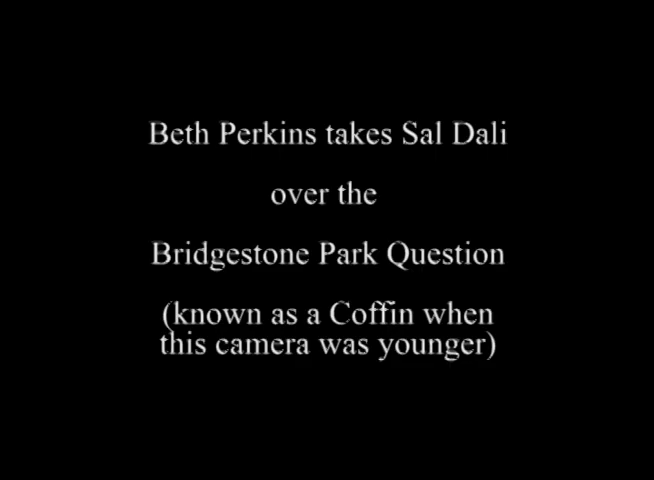 Beth Perkins takes Sal Dali
over the
Bridgestone Park Question
(known as a Coffin when
this camera was younger)